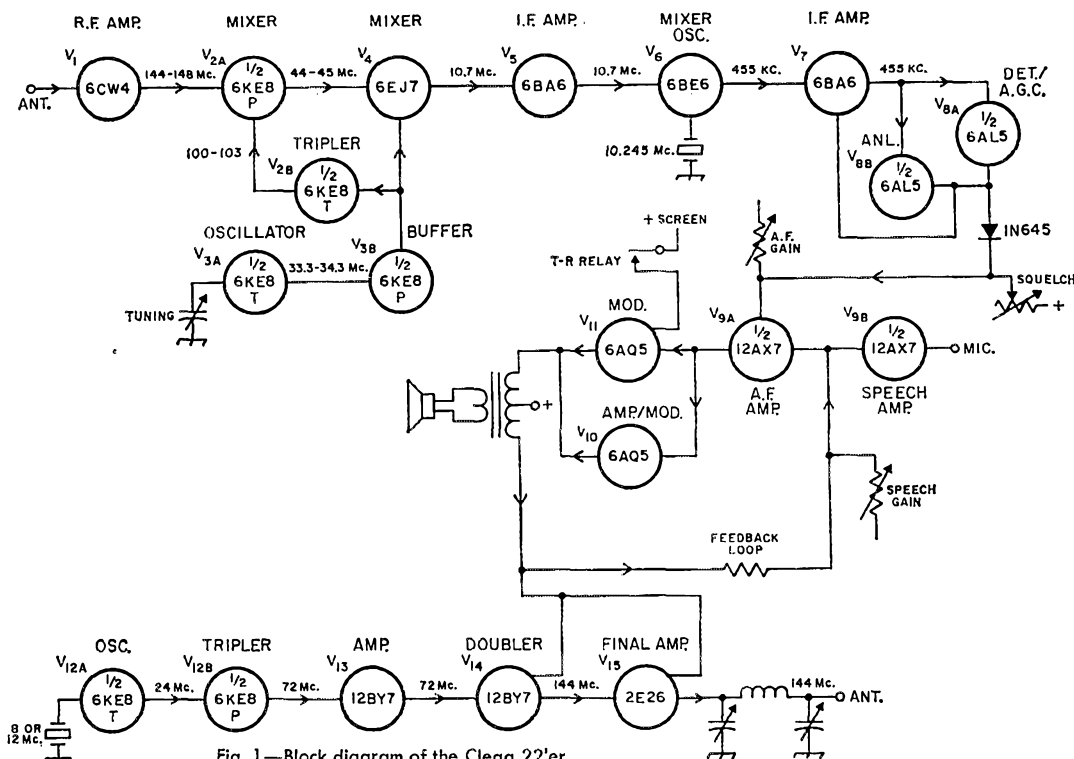 R.F. AMP.
MIXER
MIXER
I.F. AMP.
MIXER OSC.
I.F. AMP.
V1
6CW4
ANT.
144-148 Mc.
V2A
1/2
6KE8
P
44-45 Mc.
V4
6EJ7
10.7 Mc.
V5
6BA6
10.7 Mc.
V6
6BE6
455 KC.
V7
6BA6
455 KC.
DET./
A.G.C.
V8A
1/2
6AL5
100-103
TRIPLER
V2B
1/2
6KE8
T
10.245 Mc.
ANL.
V8B
1/2
6AL5
1N645
OSCILLATOR
V3A
1/2
6KE8
T
33.3-34.3 Mc.
BUFFER
V3B
1/2
6KE8
P
TUNING
+ SCREEN
T-R RELAY
A.F.
GAIN
SQUELCH
+
MOD.
V11
6AQ5
V9A
1/2
12AX7
A.F.
AMP.
V9B
1/2
12AX7
SPEECH
AMP.
MIC.
+
AMP/MOD.
V10
6AQ5
SPEECH
GAIN
FEEDBACK
LOOP
OSC.
TRIPLER
AMP.
DOUBLER
FINAL AMP.
V12A
1/2
6KE8
T
8 OR
12 Mc.
24 Mc.
V12B
1/2
6KE8
P
72 Mc.
V13
12BY7
72 Mc.
V14
12BY7
144 Mc.
V15
2E26
144 Mc.
ANT.
Fig. 1—Block diagram of the Clegg 22'er